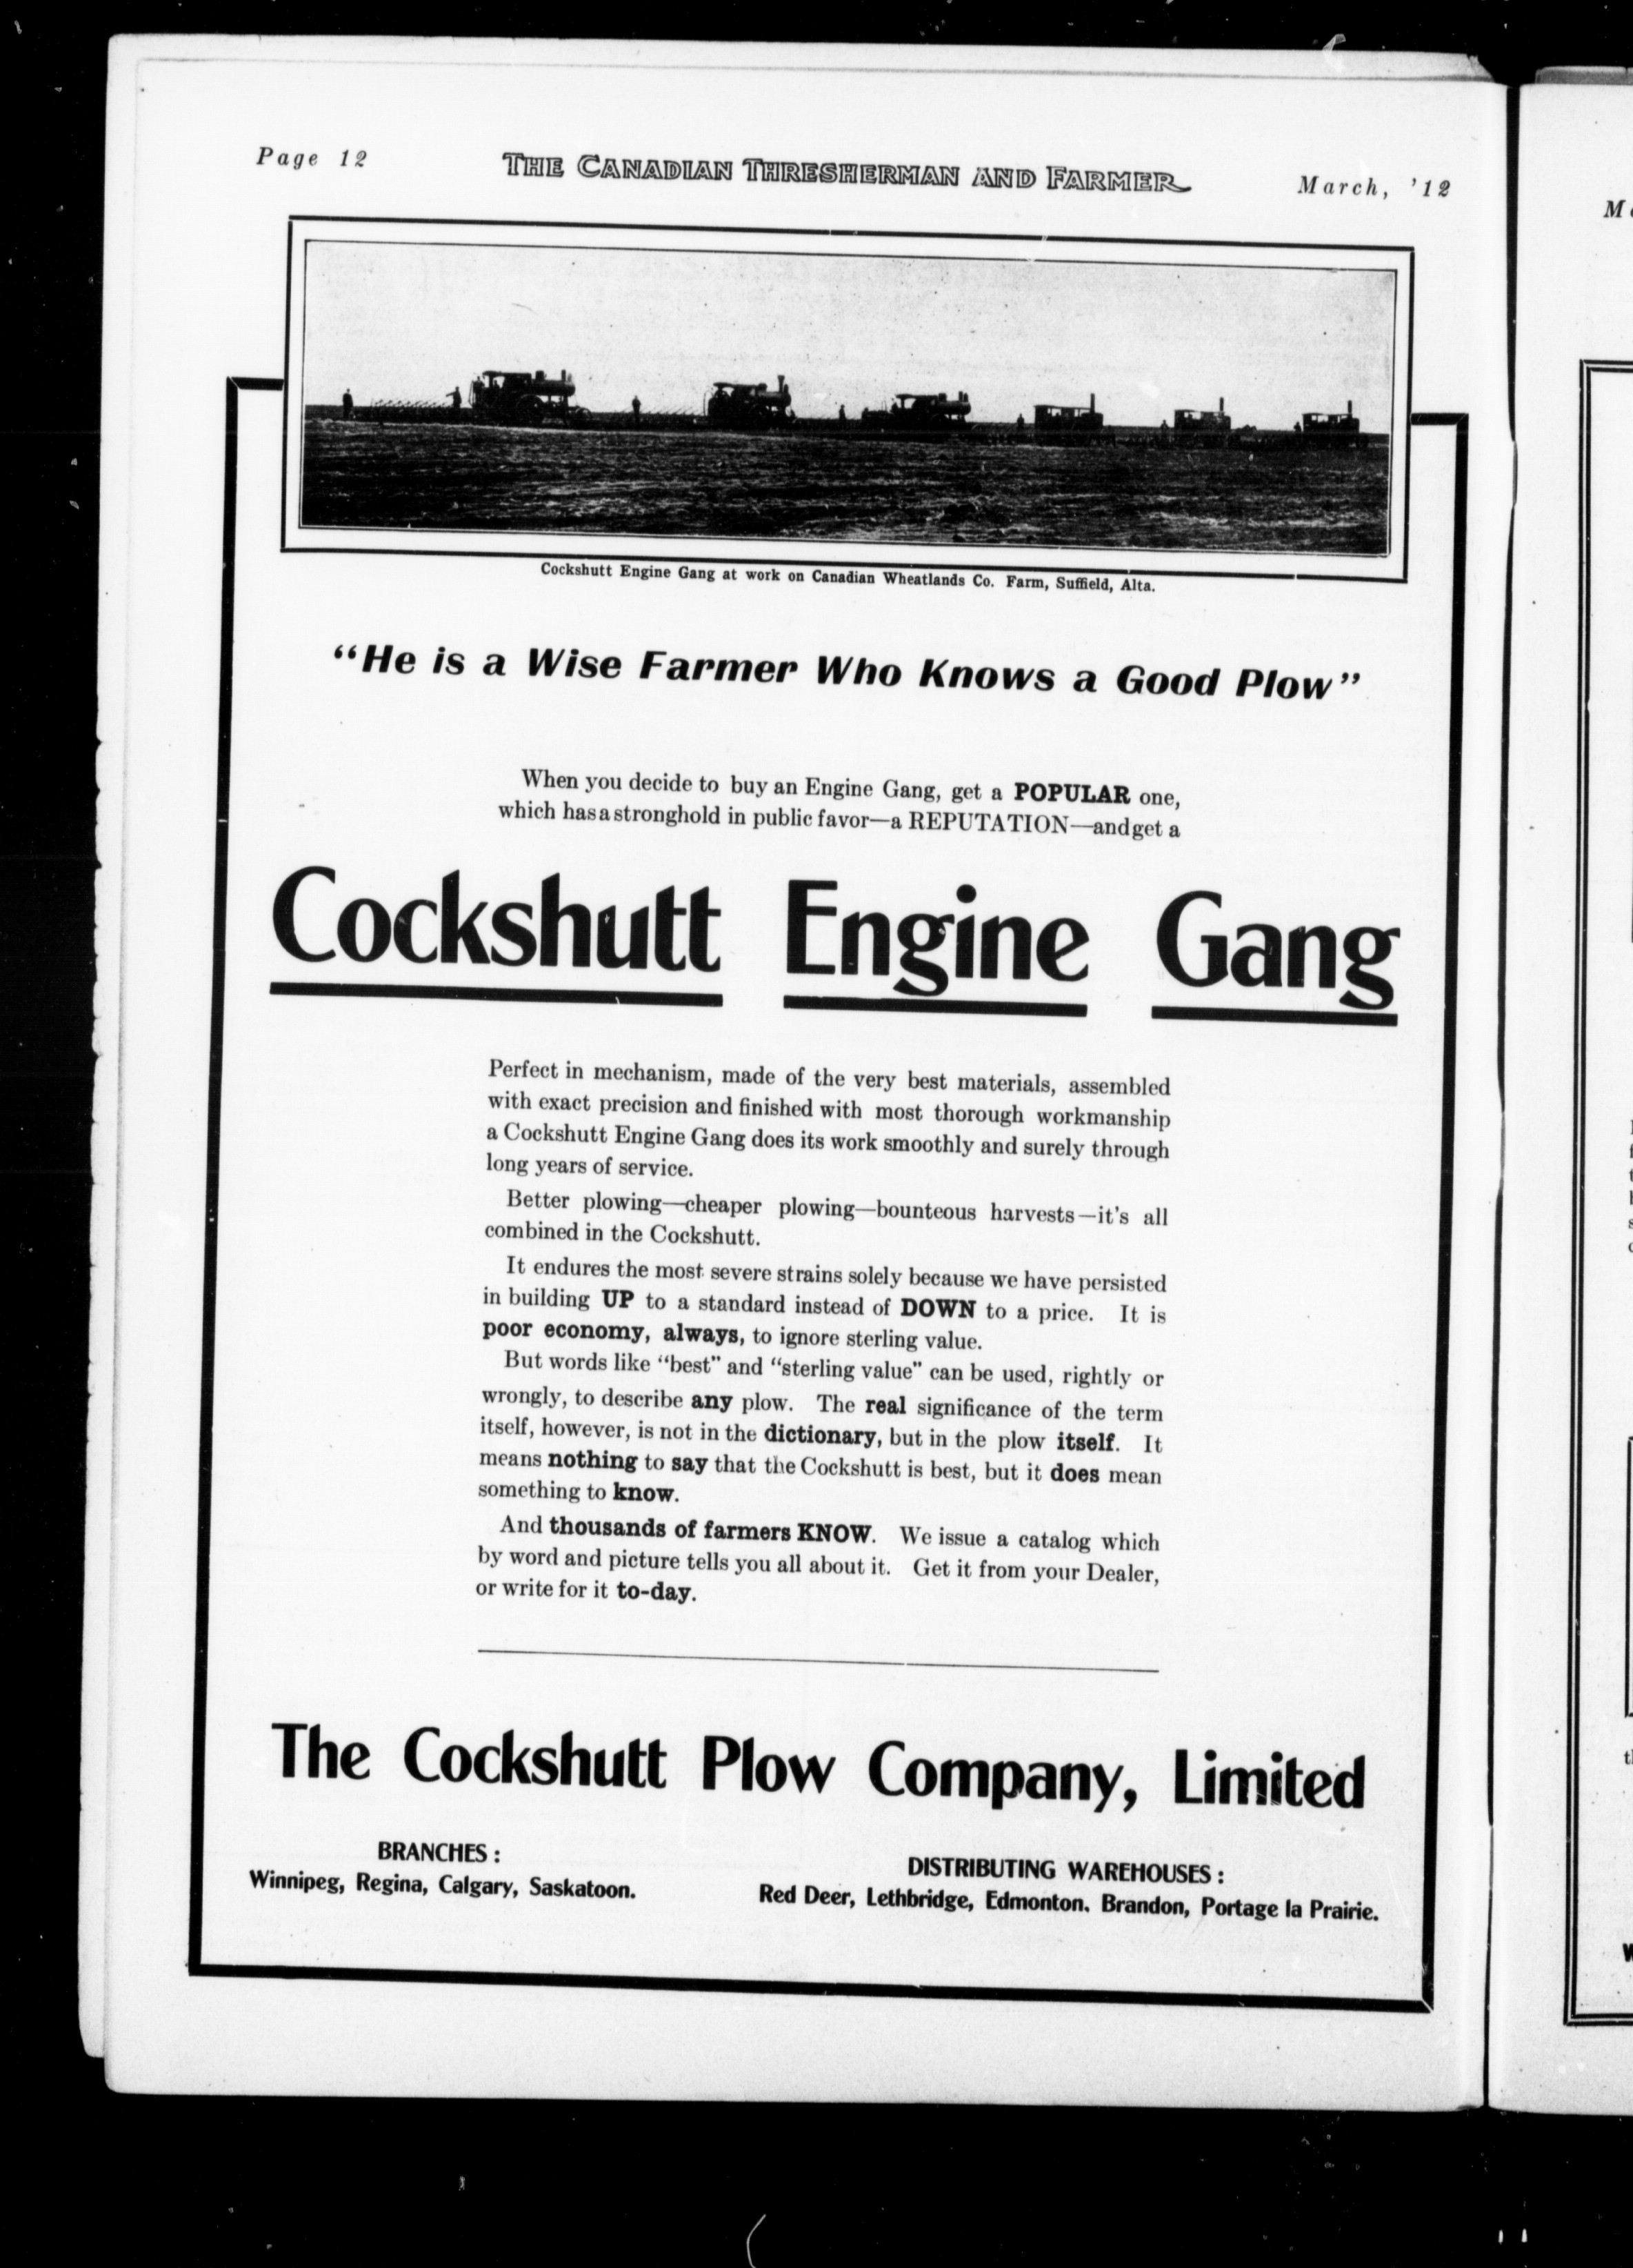 Page 12
THE CANADIAN THRESHERMAN AND FARMER
March, '12
Cockshutt Engine Gang at work on Canadian Wheatlands Co. Farm, Suffield, Alta.
“He is a Wise Farmer Who Knows a Good Plow”
When you decide to buy an Engine Gang, get a POPULAR one,
which has a stronghold in public favor—a REPUTATION—and get a
Cockshutt Engine Gang
Perfect in mechanism, made of the very best materials, assembled
with exact precision and finished with most thorough workmanship
a Cockshutt Engine Gang does its work smoothly and surely through
long years of service.
Better plowing—cheaper plowing—bounteous harvests—it's all
combined in the Cockshutt.
It endures the most severe strains solely because we have persisted
in building UP to a standard instead of DOWN to a price. It is
poor economy, always, to ignore sterling value.
But words like “best” and “sterling value” can be used, rightly or
wrongly, to describe any plow. The real significance of the term
itself, however, is not in the dictionary, but in the plow itself. It
means nothing to say that the Cockshutt is best, but it does mean
something to know.
And thousands of farmers KNOW. We issue a catalog which
by word and picture tells you all about it. Get it from your Dealer,
or write for it to-day.
The Cockshutt Plow Company, Limited
BRANCHES :
Winnipeg, Regina, Calgary, Saskatoon.
DISTRIBUTING WAREHOUSES :
Red Deer, Lethbridge, Edmonton. Brandon, Portage la Prairie.